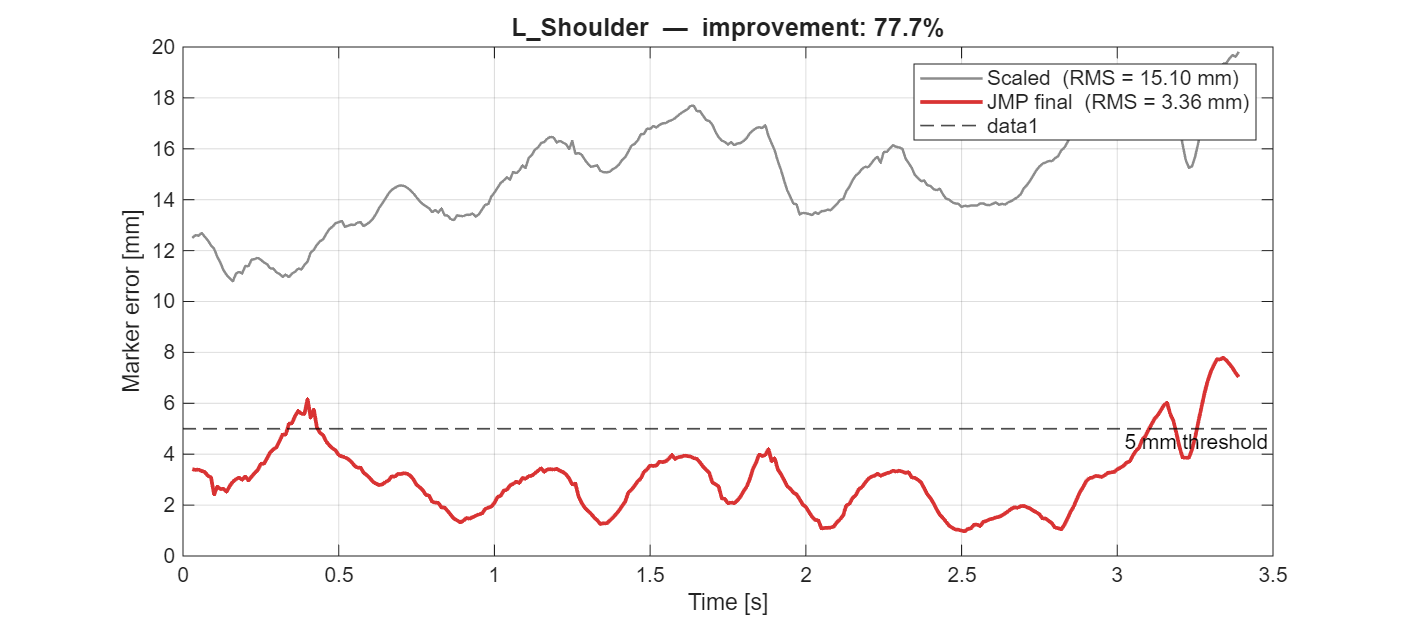 L_Shoulder — improvement: 77.7%
Scaled (RMS = 15.10 mm)
JMP final (RMS = 3.36 mm)
data1
5 mm threshold
Marker error [mm]
20
18
16
14
12
10
8
6
4
2
0
0 0.5 1 1.5 2 2.5 3 3.5
Time [s]